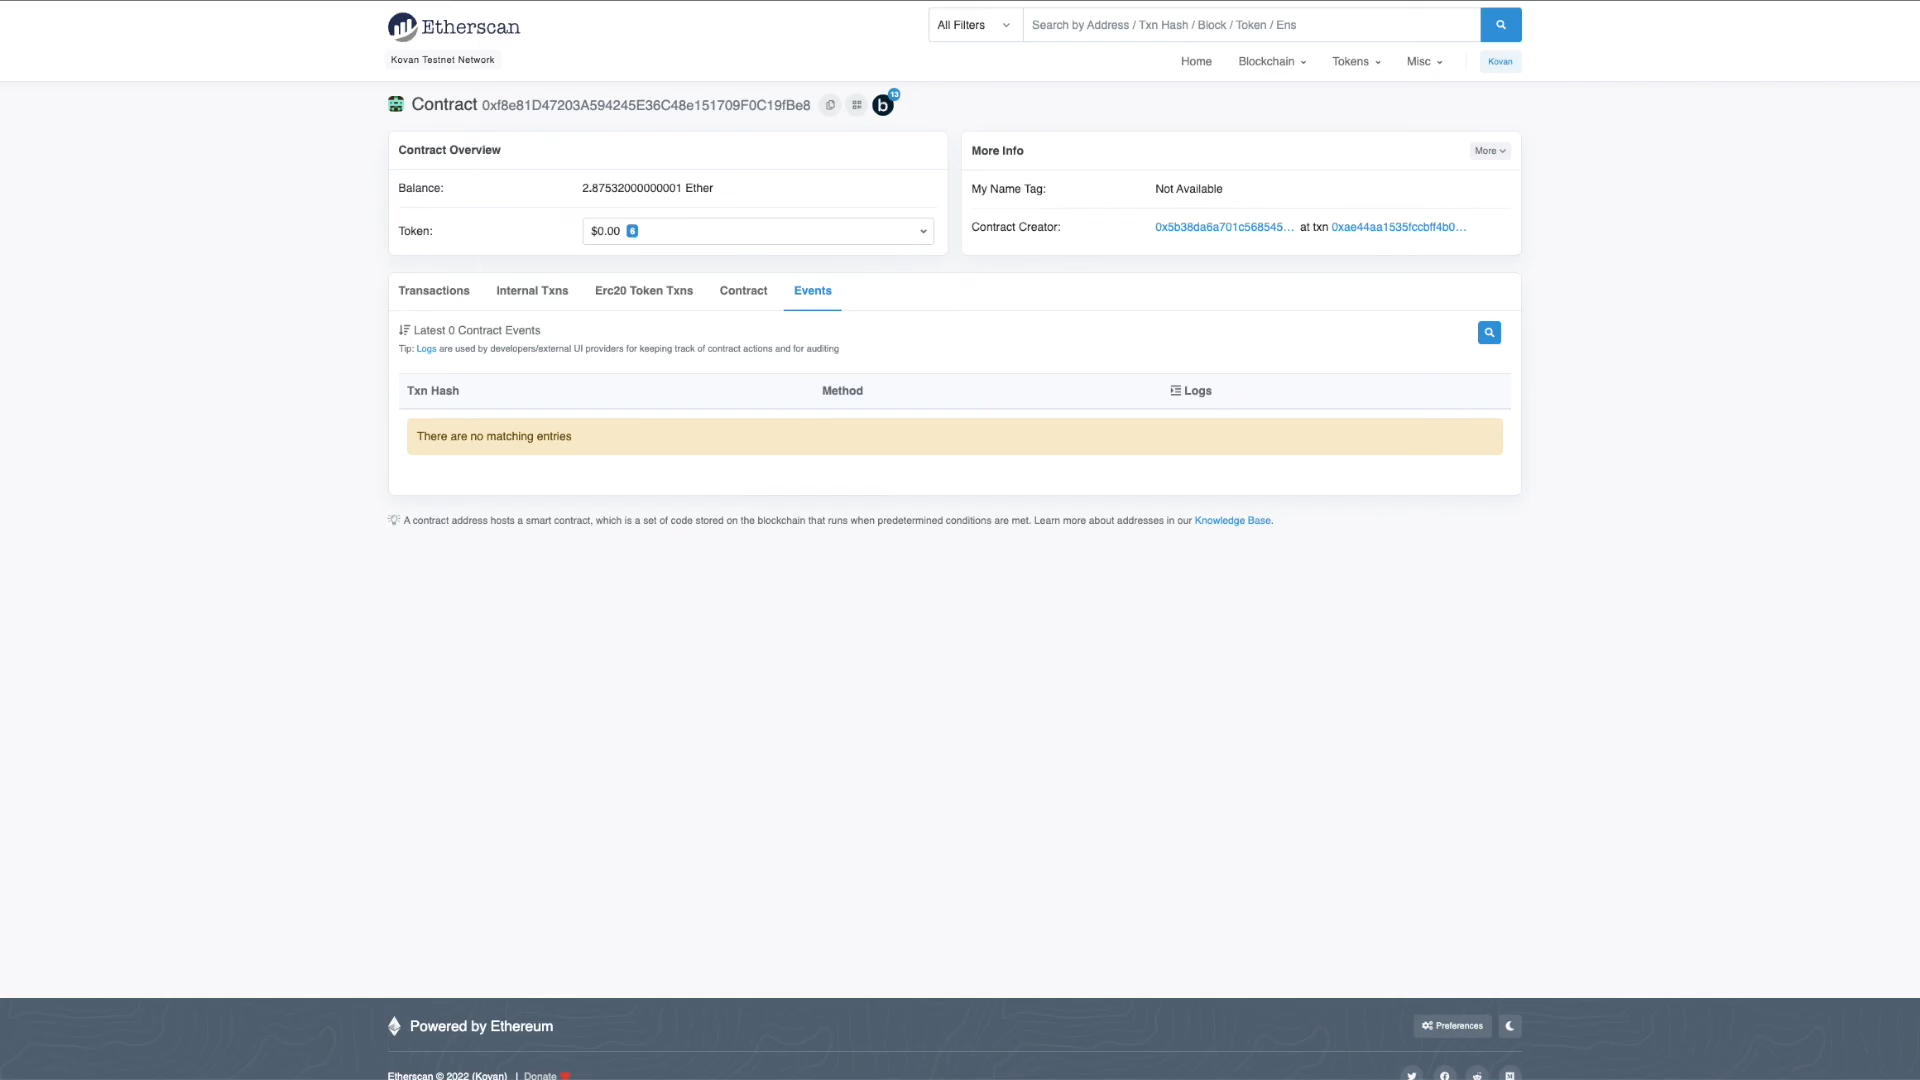 Etherscan
All Filters
Search by Address / Txn Hash / Block / Token / Ens
Kovan Testnet Network
Home Blockchain Tokens Misc Kovan
Contract 0xf8e81D47203A594245E36C48e151709F0C19fBe8
b 13
Contract Overview
Balance: 2.87532000000001 Ether
Token: $0.00 6
More Info More
My Name Tag: Not Available
Contract Creator: 0x5b38da6a701c568545... at txn 0xae44aa1535fccbff4b0...
Transactions Internal Txns Erc20 Token Txns Contract Events
Latest 0 Contract Events
Tip: Logs are used by developers/external UI providers for keeping track of contract actions and for auditing
Txn Hash Method Logs
There are no matching entries
A contract address hosts a smart contract, which is a set of code stored on the blockchain that runs when predetermined conditions are met. Learn more about addresses in our Knowledge Base.
Powered by Ethereum
Preferences
Etherscan © 2022 (Kovan) | Donate